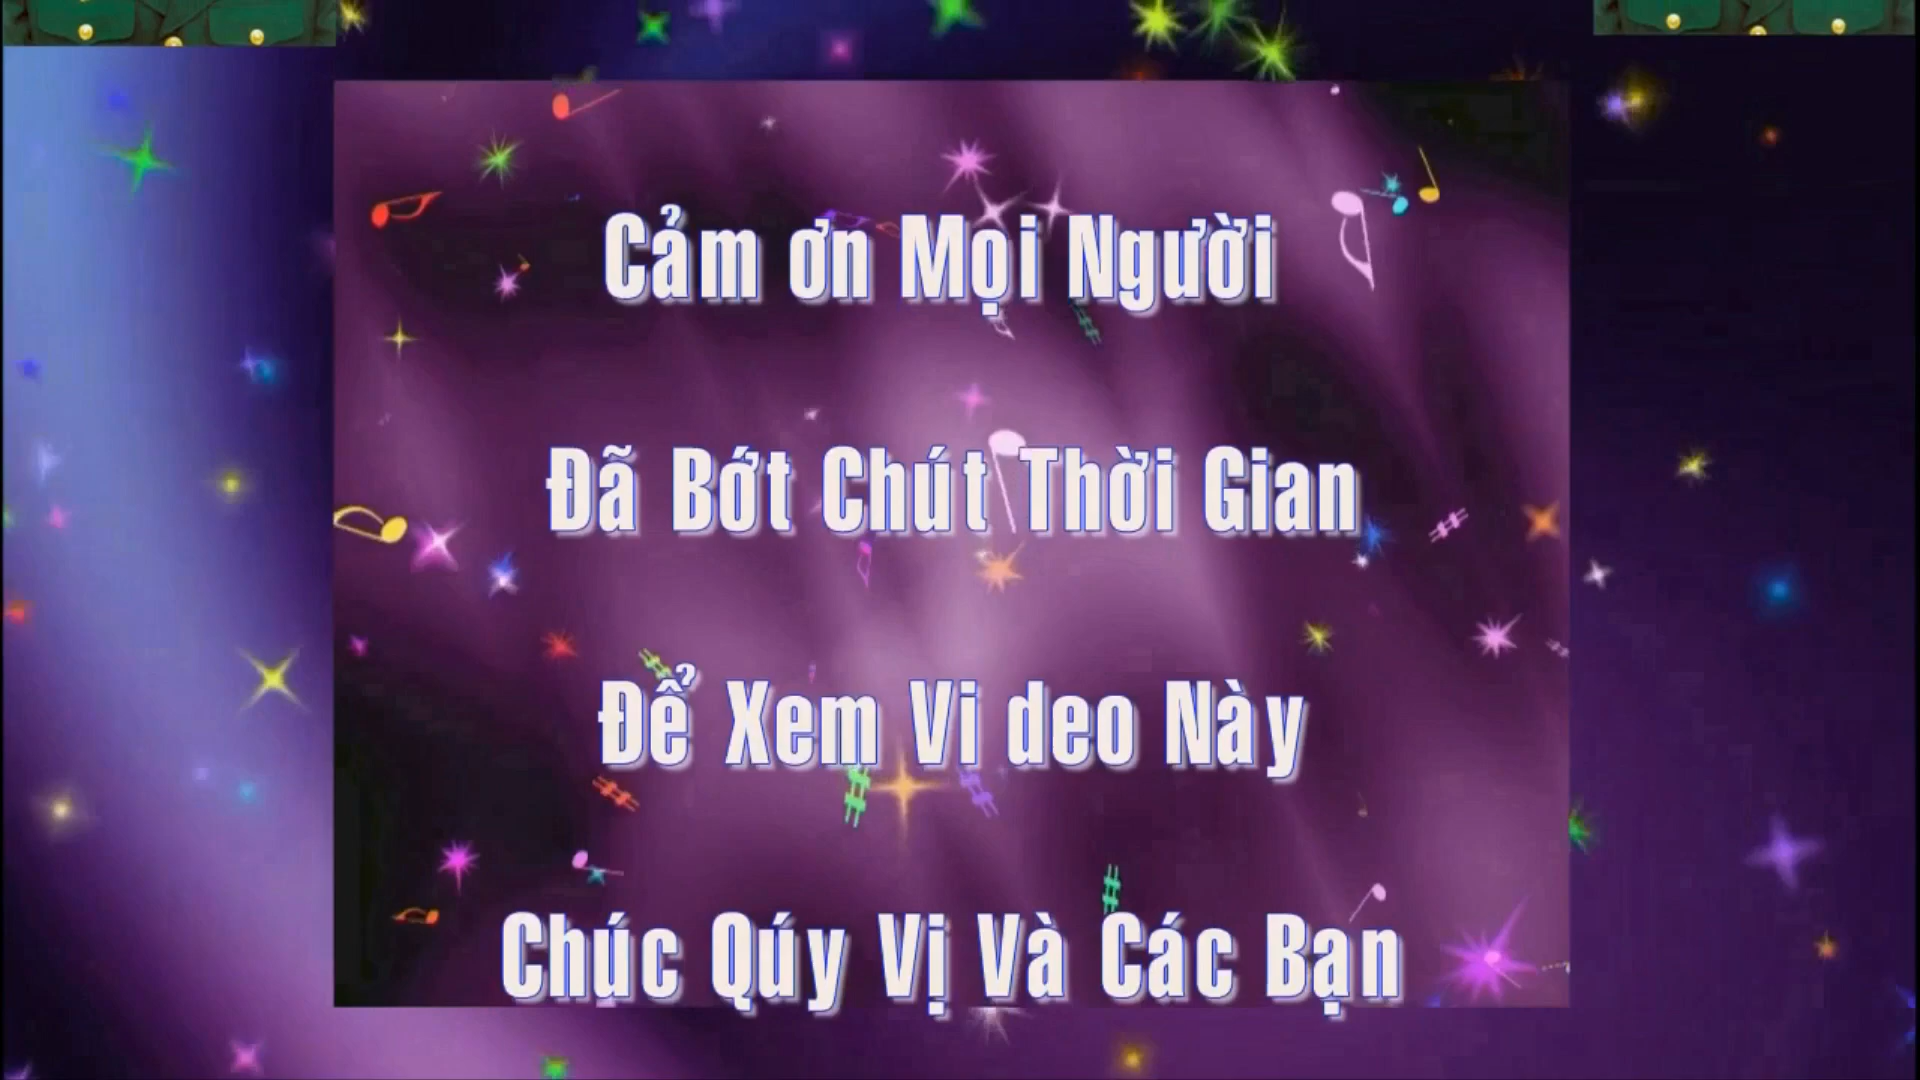 Cảm ơn Mọi Người
Đã Bớt Chút Thời Gian
Để Xem Vi deo Này
Chúc Qúy Vị Và Các Bạn